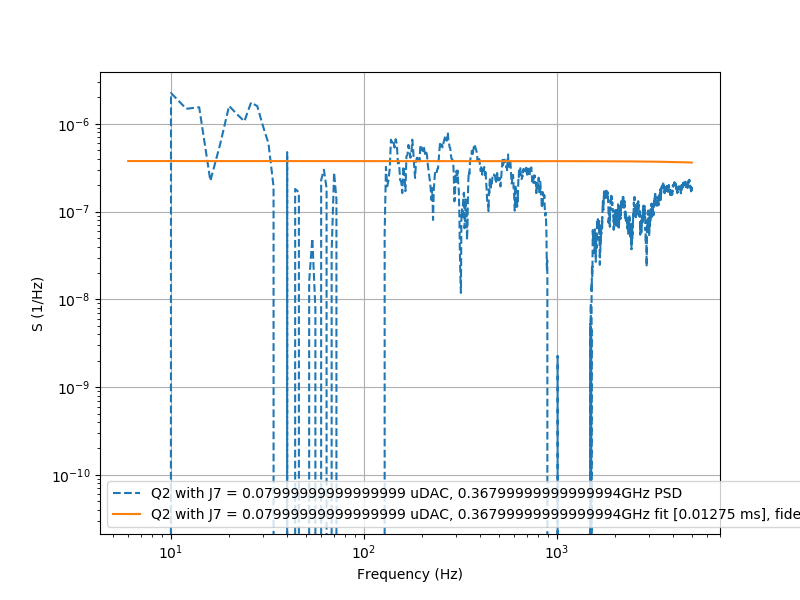 10⁻⁶
10⁻⁷
10⁻⁸
10⁻⁹
10⁻¹⁰
S (1/Hz)
Q2 with J7 = 0.07999999999999999 uDAC, 0.36799999999999994GHz PSD
Q2 with J7 = 0.07999999999999999 uDAC, 0.36799999999999994GHz fit [0.01275 ms], fide
10¹ 10² 10³
Frequency (Hz)